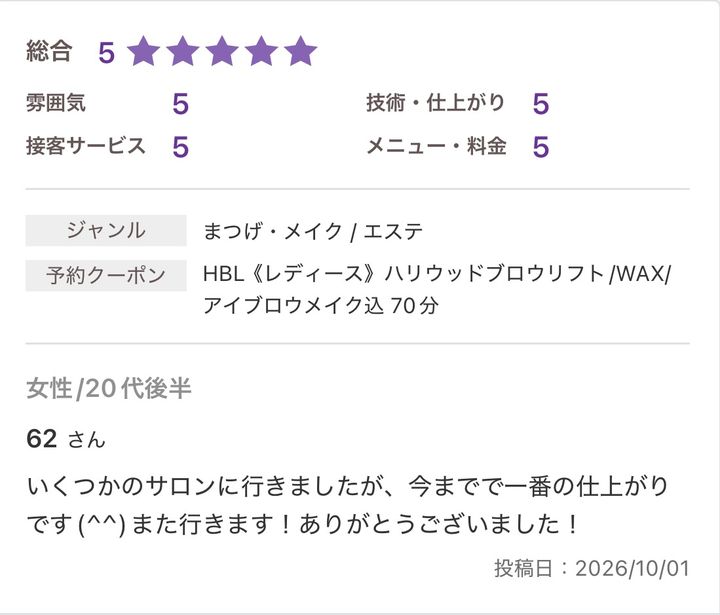 総合 5 ★★★★★
雰囲気 5 技術・仕上がり 5
接客サービス 5 メニュー・料金 5
ジャンル まつげ・メイク / エステ
予約クーポン HBL《レディース》ハリウッドブロウリフト/WAX/
アイブロウメイク込 70分
女性/20代後半
62 さん
いくつかのサロンに行きましたが、今までで一番の仕上がり
です(^^)また行きます！ありがとうございました！
投稿日：2026/10/01